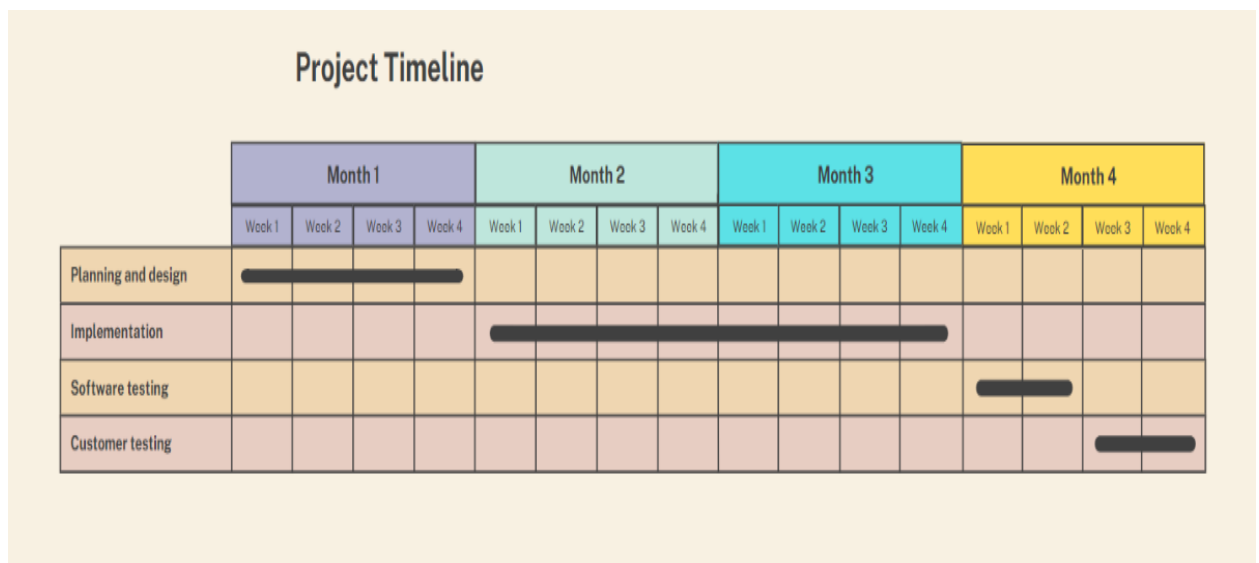 Project Timeline
Month 1 Month 2 Month 3 Month 4
Week 1 Week 2 Week 3 Week 4 Week 1 Week 2 Week 3 Week 4 Week 1 Week 2 Week 3 Week 4 Week 1 Week 2 Week 3 Week 4
Planning and design
Implementation
Software testing
Customer testing